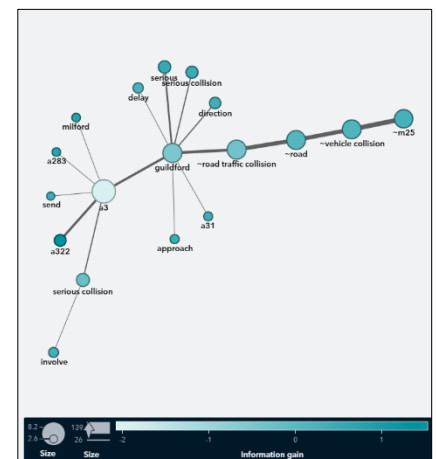 serious
serious collision
delay
direction
milford
a283
guildford
~road traffic collision
~road
~vehicle collision
~m25
send
a3
a31
a322
approach
serious collision
involve
8.2
2.6
Size
139
26
Size
-2
-1
0
1
Information gain